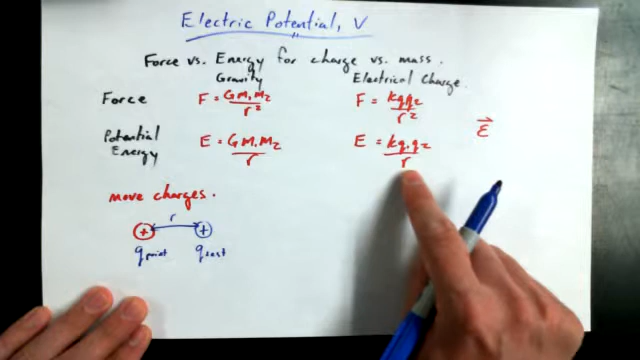 Electric Potential, V
Force vs. Energy for charge vs. mass.
Gravity Electrical Charge.
Force F = GM1M2/r² F = kqq2/r²
Potential Energy E = GM1M2/r E = kq1q2/r
ε⃗
move charges.
r
+ +
qpoint qtest